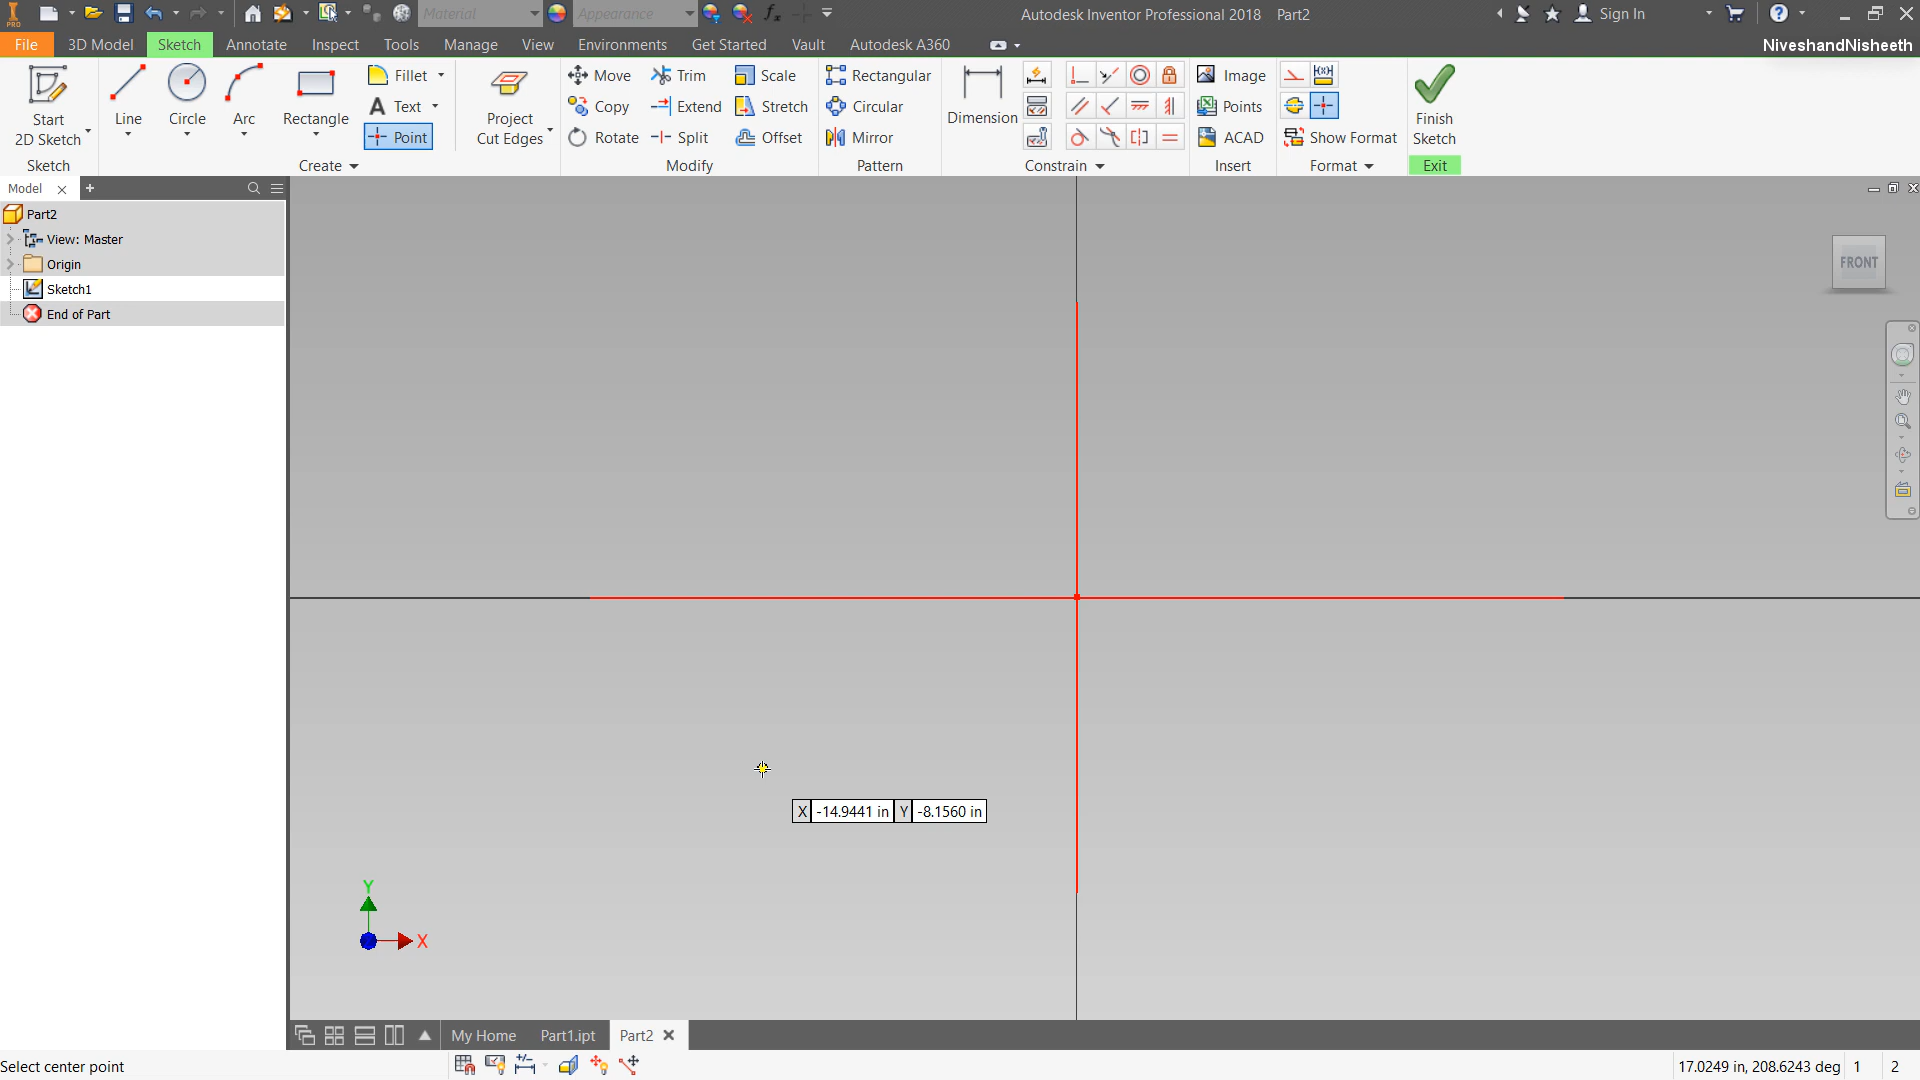 PRO
Material
Appearance
fx
Autodesk Inventor Professional 2018 Part2
Sign In
File 3D Model Sketch Annotate Inspect Tools Manage View Environments Get Started Vault Autodesk A360
NiveshandNisheeth
Start
2D Sketch
Sketch
Line
Circle
Arc
Rectangle
Fillet
A Text
Point
Create
Project
Cut Edges
Move Trim Scale
Copy Extend Stretch
Rotate Split Offset
Modify
Rectangular
Circular
Mirror
Pattern
Dimension
Constrain
Image
Points
ACAD
Insert
Show Format
Format
Finish
Sketch
Exit
Model
Part2
View: Master
Origin
Sketch1
End of Part
FRONT
X -14.9441 in Y -8.1560 in
Y
X
My Home Part1.ipt Part2
Select center point
17.0249 in, 208.6243 deg 1 2